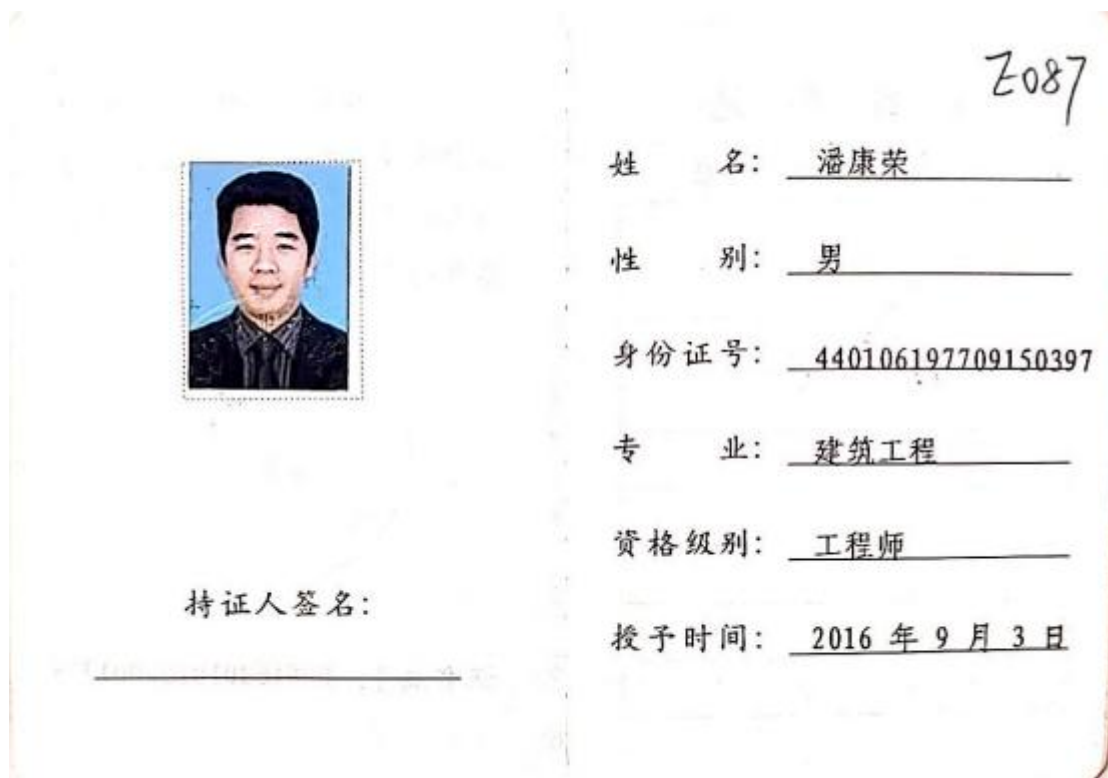 Z087
姓 名： 潘康荣
性 别： 男
身份证号： 440106197709150397
专 业： 建筑工程
资格级别： 工程师
授予时间： 2016 年 9 月 3 日
持证人签名：